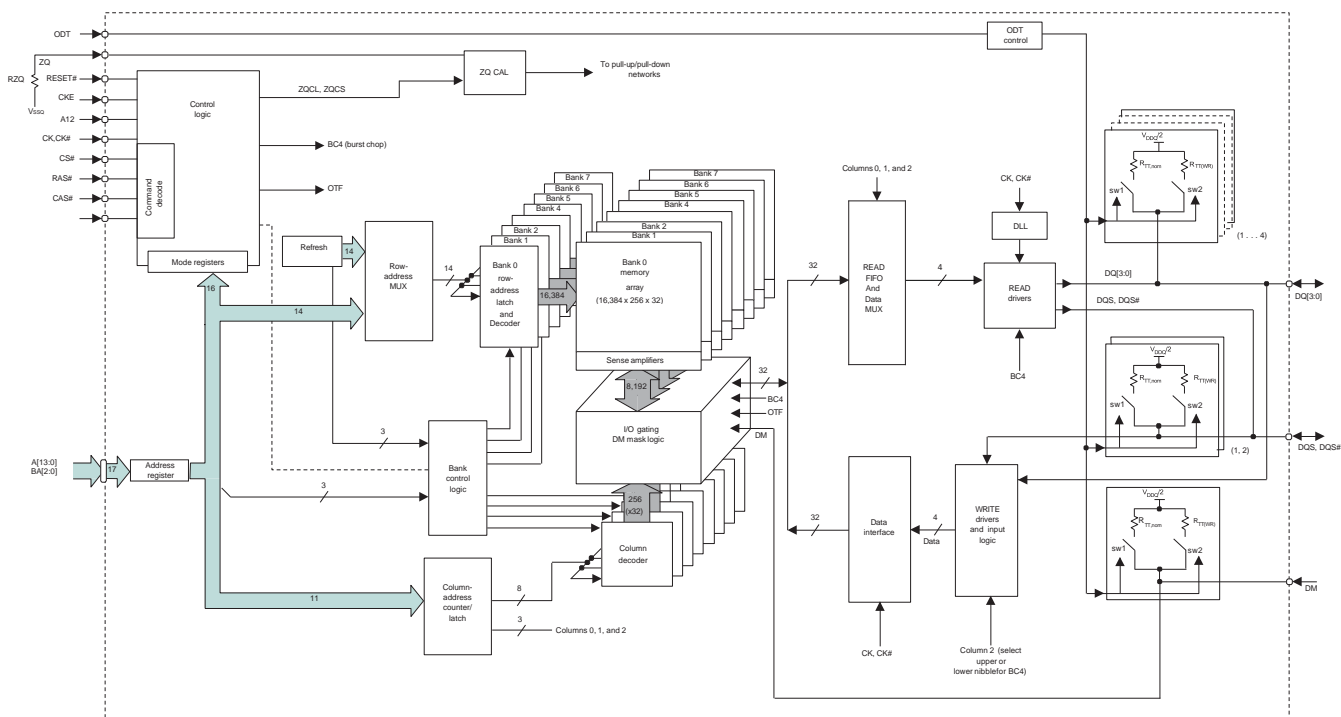 ODT
ODT
control
ZQ
RZQ
VSSQ
RESET#
CKE
A12
CK,CK#
CS#
RAS#
CAS#
Control
logic
Command
decode
Mode registers
ZQCL, ZQCS
ZQ CAL
To pull-up/pull-down
networks
BC4 (burst chop)
OTF
Refresh
14
16
14
Row-
address
MUX
14
Bank 7
Bank 6
Bank 5
Bank 4
Bank 2
Bank 1
Bank 0
row-
address
latch
and
Decoder
16,384
Bank 7
Bank 6
Bank 5
Bank 4
Bank 2
Bank 1
Bank 0
memory
array
(16,384 x 256 x 32)
Sense amplifiers
8,192
I/O gating
DM mask logic
32
BC4
OTF
DM
256
(x32)
Column
decoder
A[13:0]
BA[2:0]
17
Address
register
3
3
Bank
control
logic
11
Column-
address
counter/
latch
8
3
Columns 0, 1, and 2
Columns 0, 1, and 2
32
READ
FIFO
And
Data
MUX
4
CK, CK#
DLL
READ
drivers
BC4
DQ[3:0]
DQS, DQS#
32
Data
interface
4
Data
WRITE
drivers
and input
logic
CK, CK#
Column 2 (select
upper or
lower nibblefor BC4)
VDDQ/2
RTT,nom
RTT(WR)
sw1
sw2
(1 . . . 4)
DQ[3:0]
VDDQ/2
RTT,nom
RTT(WR)
sw1
sw2
(1, 2)
DQS, DQS#
VDDQ/2
RTT,nom
RTT(WR)
sw1
sw2
DM